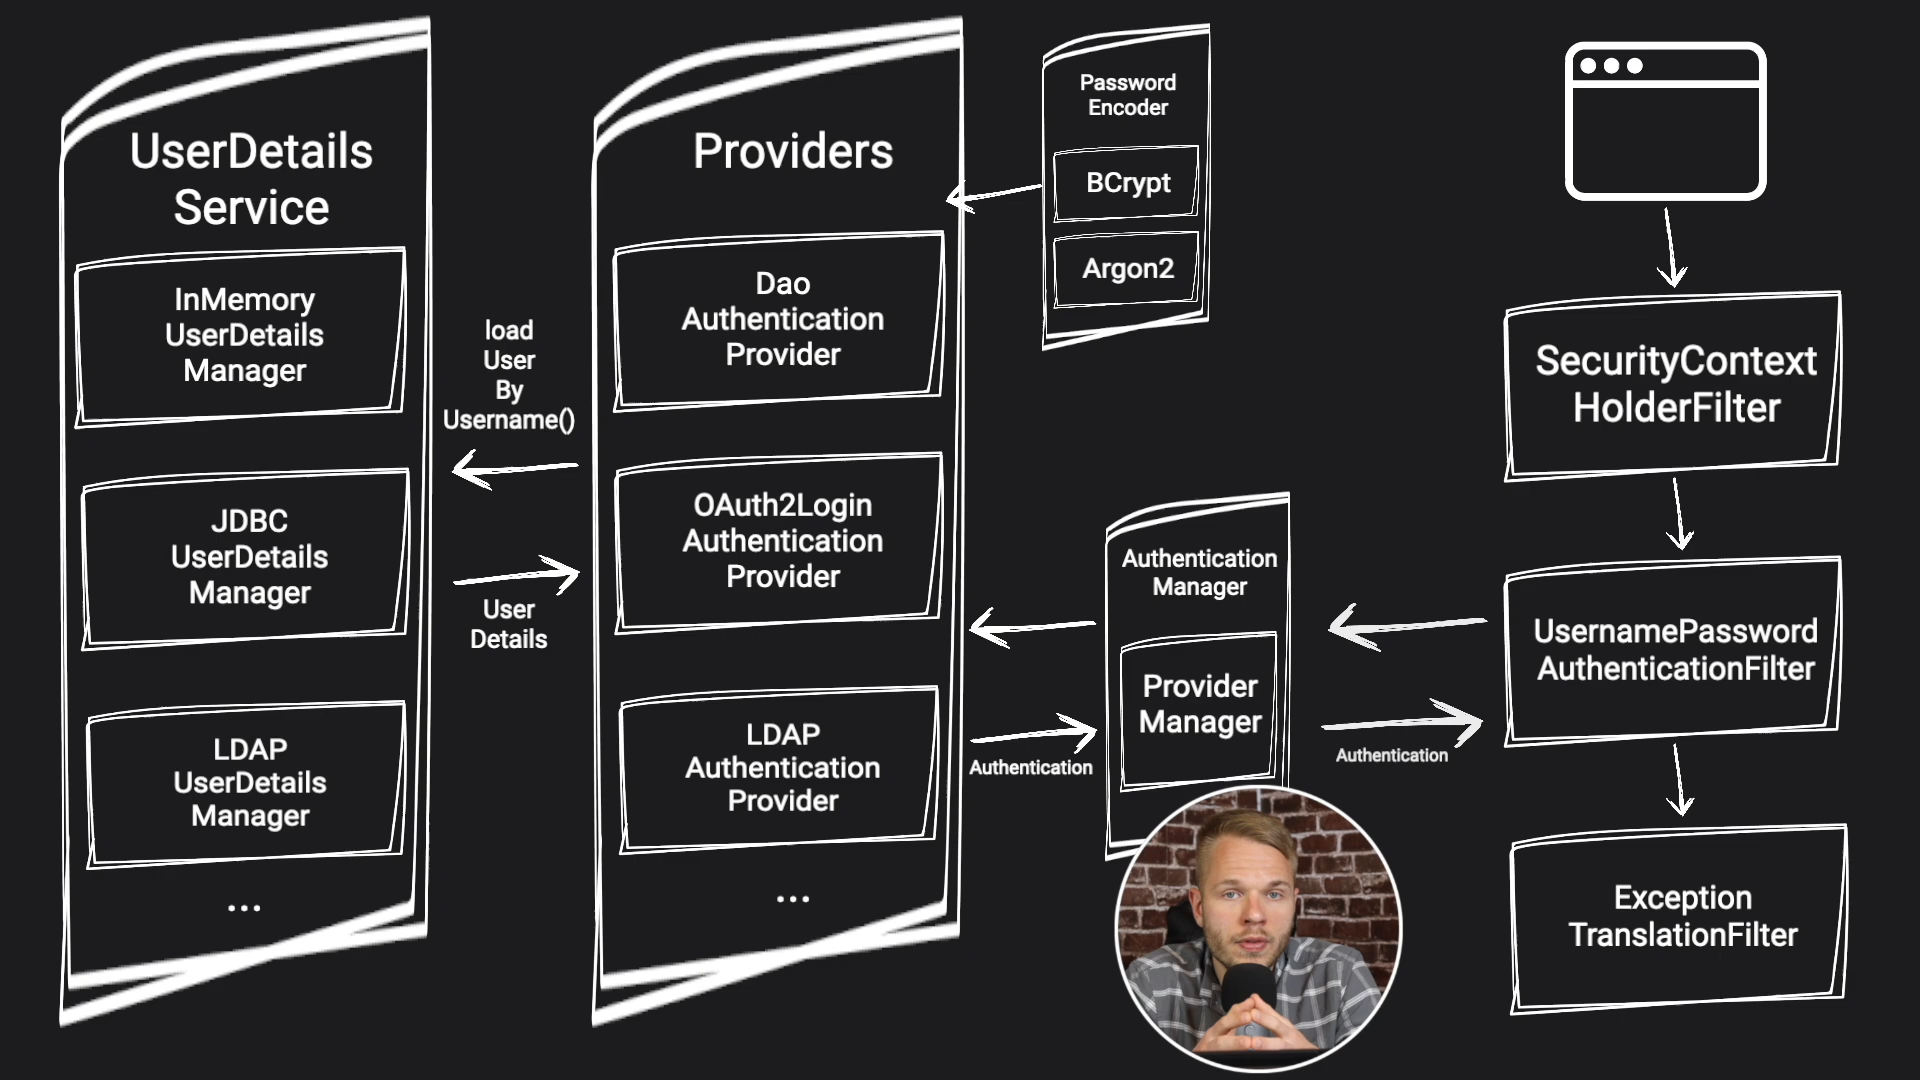 UserDetails
Service
InMemory
UserDetails
Manager
JDBC
UserDetails
Manager
LDAP
UserDetails
Manager
...
load
User
By
Username()
User
Details
Providers
Dao
Authentication
Provider
OAuth2Login
Authentication
Provider
LDAP
Authentication
Provider
...
Password
Encoder
BCrypt
Argon2
Authentication
Authentication
Manager
Provider
Manager
Authentication
SecurityContext
HolderFilter
UsernamePassword
AuthenticationFilter
Exception
TranslationFilter